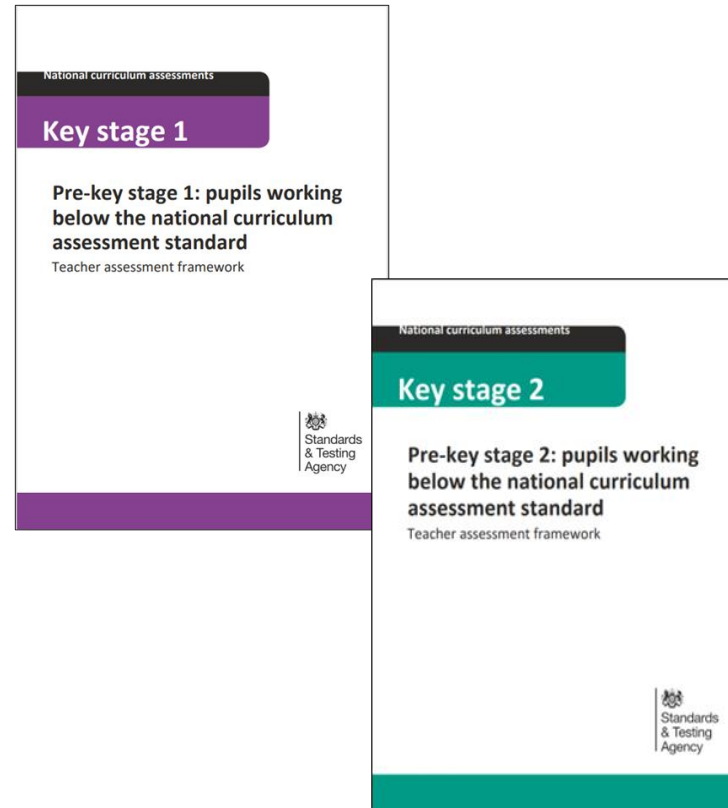 National curriculum assessments
Key stage 1
Pre-key stage 1: pupils working
below the national curriculum
assessment standard
Teacher assessment framework
Standards
& Testing
Agency
National curriculum assessments
Key stage 2
Pre-key stage 2: pupils working
below the national curriculum
assessment standard
Teacher assessment framework
Standards
& Testing
Agency